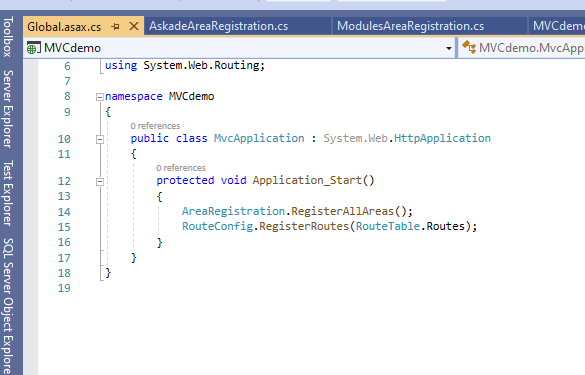 Global.asax.cs
AskadeAreaRegistration.cs
ModulesAreaRegistration.cs
MVCdem
MVCdemo
MVCdemo.MvcApp
Toolbox
Server Explorer
Test Explorer
SQL Server Object Explore
6 using System.Web.Routing;
7
8 namespace MVCdemo
9 {
0 references
10 public class MvcApplication : System.Web.HttpApplication
11 {
0 references
12 protected void Application_Start()
13 {
14 AreaRegistration.RegisterAllAreas();
15 RouteConfig.RegisterRoutes(RouteTable.Routes);
16 }
17 }
18 }
19